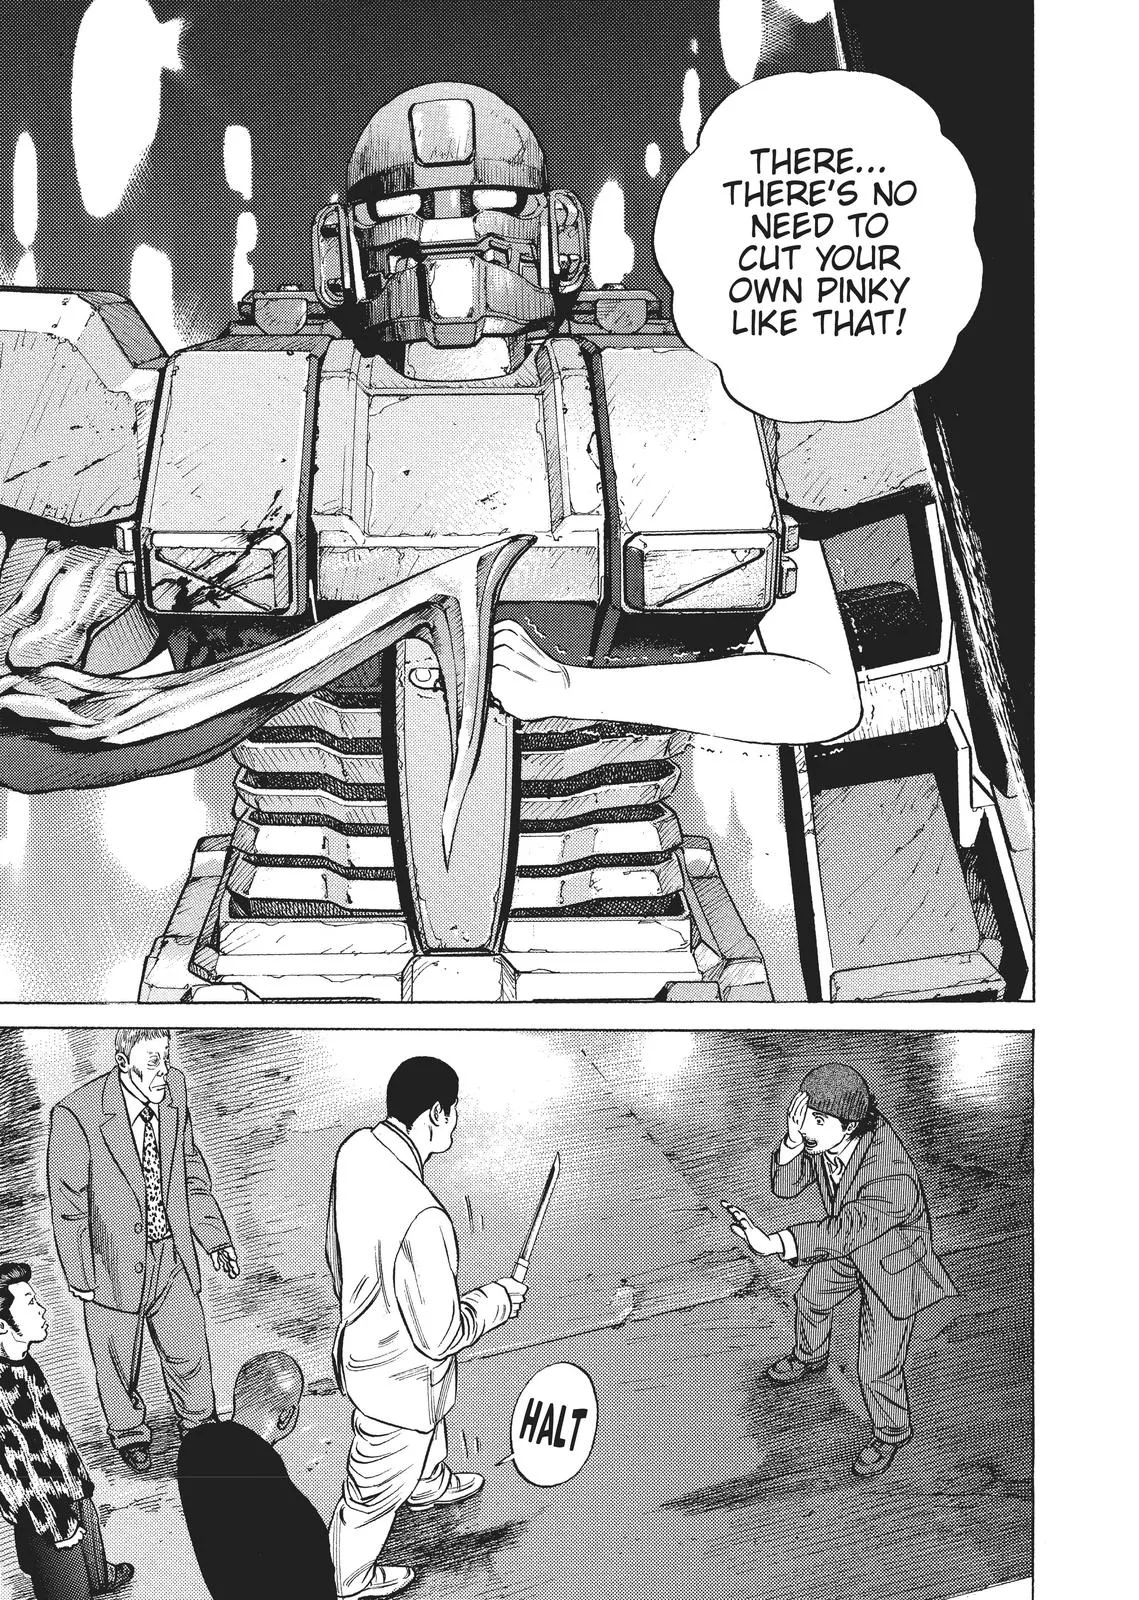 THERE...
THERE'S NO
NEED TO
CUT YOUR
OWN PINKY
LIKE THAT!
HALT